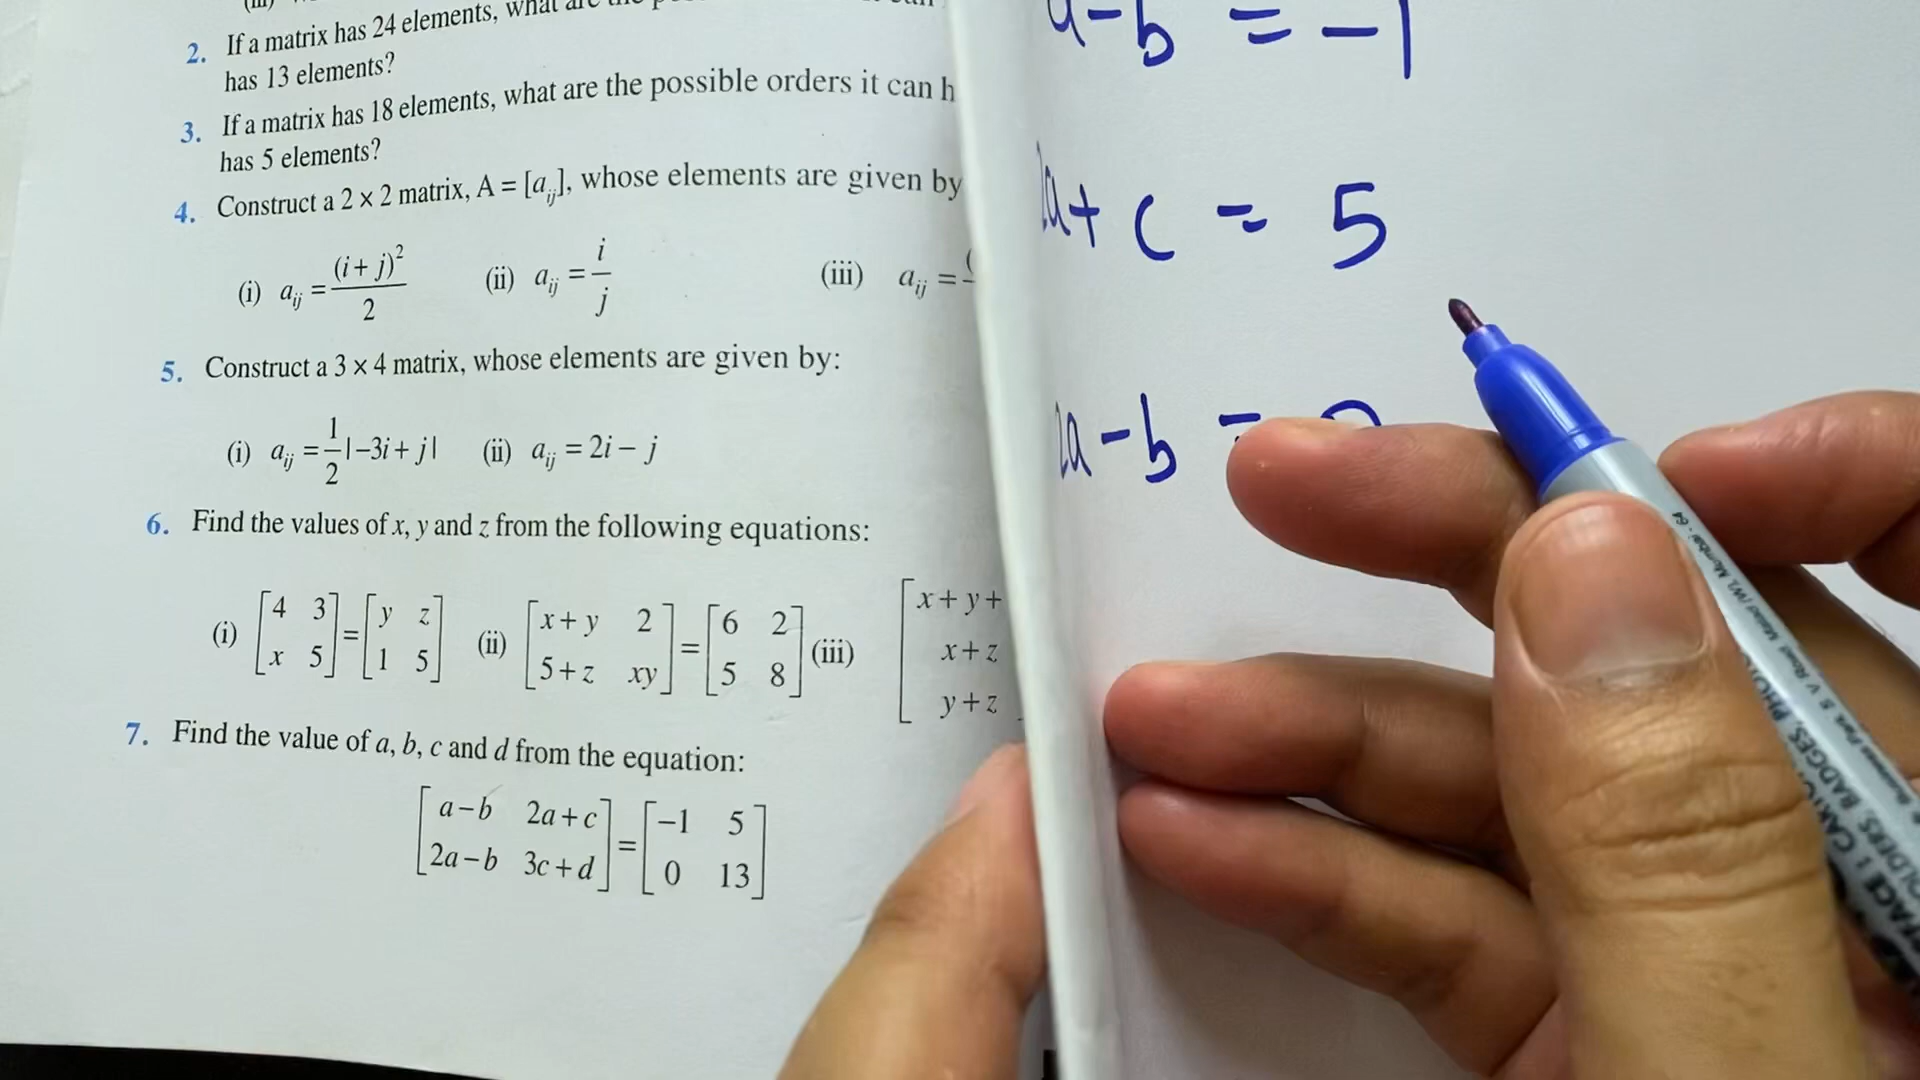 (iii)
2. If a matrix has 24 elements, what are the
has 13 elements?
3. If a matrix has 18 elements, what are the possible orders it can h
has 5 elements?
4. Construct a 2 × 2 matrix, A = [aij], whose elements are given by
(i) aij = (i + j)²/2 (ii) aij = i/j (iii) aij = (
5. Construct a 3 × 4 matrix, whose elements are given by:
(i) aij = 1/2|−3i + j| (ii) aij = 2i − j
6. Find the values of x, y and z from the following equations:
(i) [4 3; x 5] = [y z; 1 5] (ii) [x + y 2; 5 + z xy] = [6 2; 5 8] (iii) [x + y +; x + z; y + z
7. Find the value of a, b, c and d from the equation:
[a − b 2a + c; 2a − b 3c + d] = [−1 5; 0 13]
a − b = −1
2a + c = 5
2a − b =